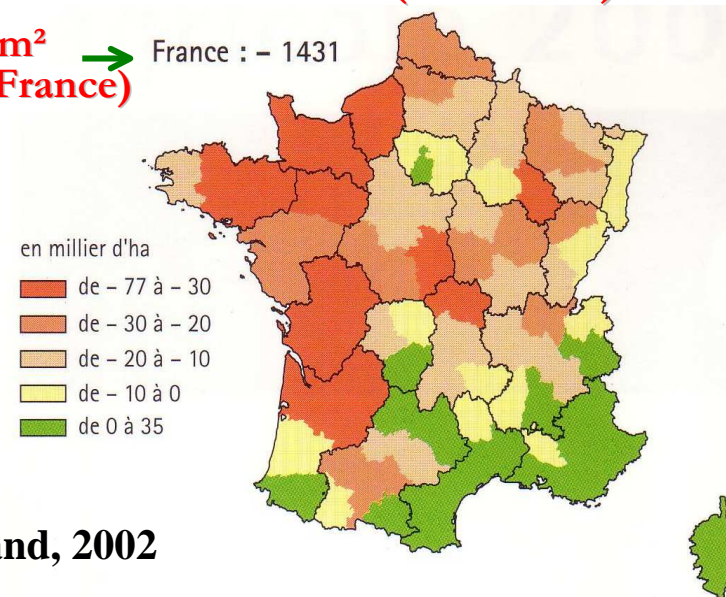 m²
France : – 1431
France)
en millier d'ha
de – 77 à – 30
de – 30 à – 20
de – 20 à – 10
de – 10 à 0
de 0 à 35
and, 2002